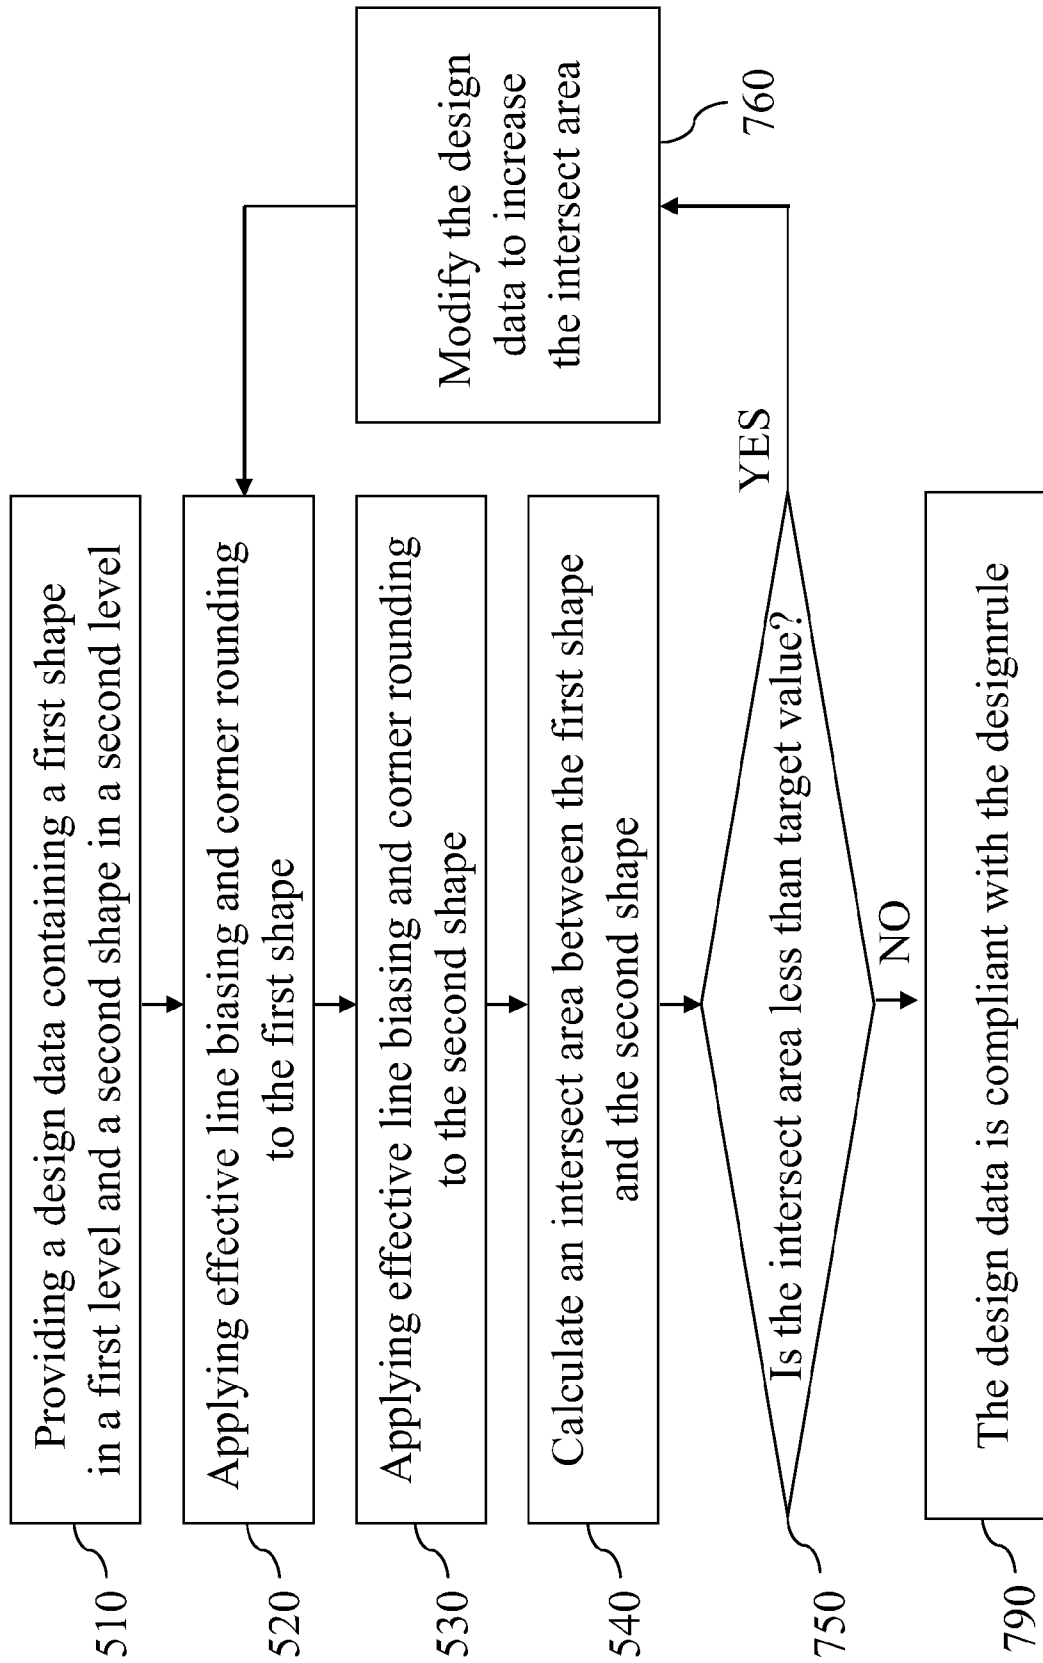 510
Providing a design data containing a first shape
in a first level and a second shape in a second level
520
Applying effective line biasing and corner rounding
to the first shape
530
Applying effective line biasing and corner rounding
to the second shape
540
Calculate an intersect area between the first shape
and the second shape
750
Is the intersect area less than target value?
YES
NO
Modify the design
data to increase
the intersect area
760
790
The design data is compliant with the designrule